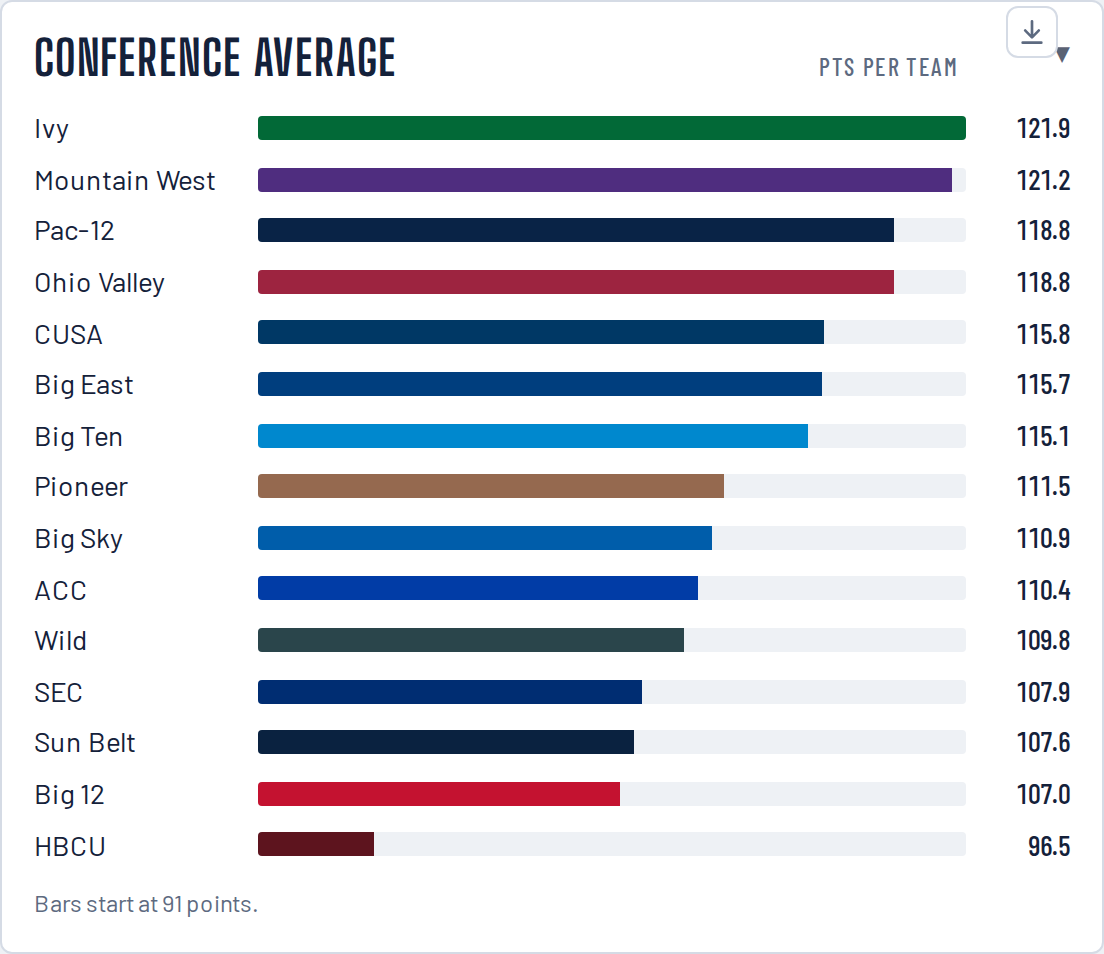 CONFERENCE AVERAGE
PTS PER TEAM ▼
Ivy 121.9
Mountain West 121.2
Pac-12 118.8
Ohio Valley 118.8
CUSA 115.8
Big East 115.7
Big Ten 115.1
Pioneer 111.5
Big Sky 110.9
ACC 110.4
Wild 109.8
SEC 107.9
Sun Belt 107.6
Big 12 107.0
HBCU 96.5
Bars start at 91 points.